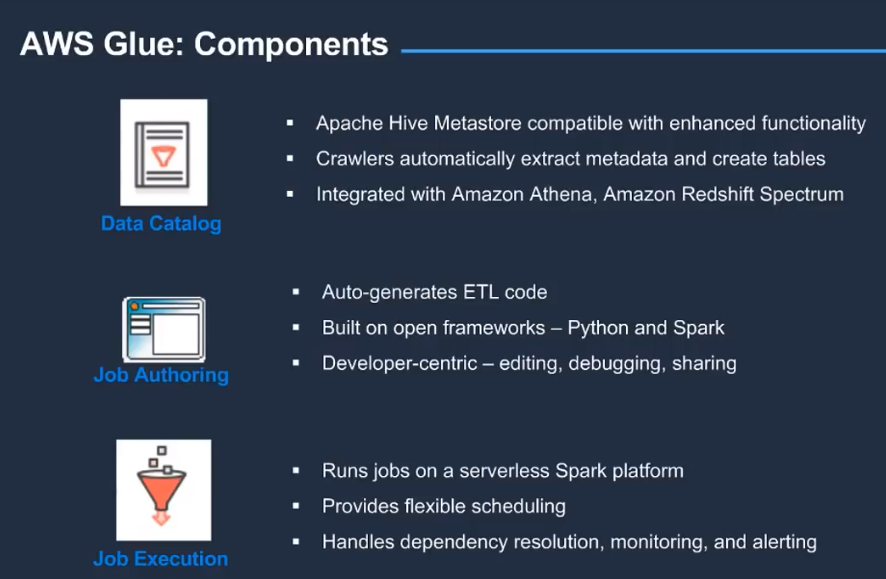 AWS Glue: Components
Data Catalog
▪ Apache Hive Metastore compatible with enhanced functionality
▪ Crawlers automatically extract metadata and create tables
▪ Integrated with Amazon Athena, Amazon Redshift Spectrum
Job Authoring
▪ Auto-generates ETL code
▪ Built on open frameworks – Python and Spark
▪ Developer-centric – editing, debugging, sharing
Job Execution
▪ Runs jobs on a serverless Spark platform
▪ Provides flexible scheduling
▪ Handles dependency resolution, monitoring, and alerting